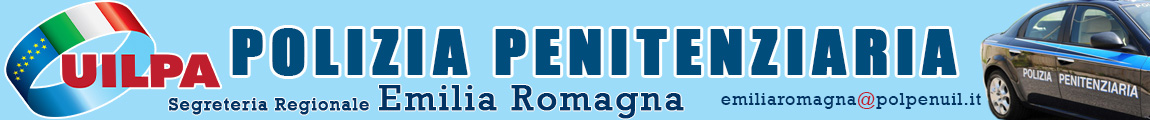 UILPA
POLIZIA PENITENZIARIA
Segreteria Regionale Emilia Romagna
emiliaromagna@polpenuil.it
POLIZIA PENITENZIARIA